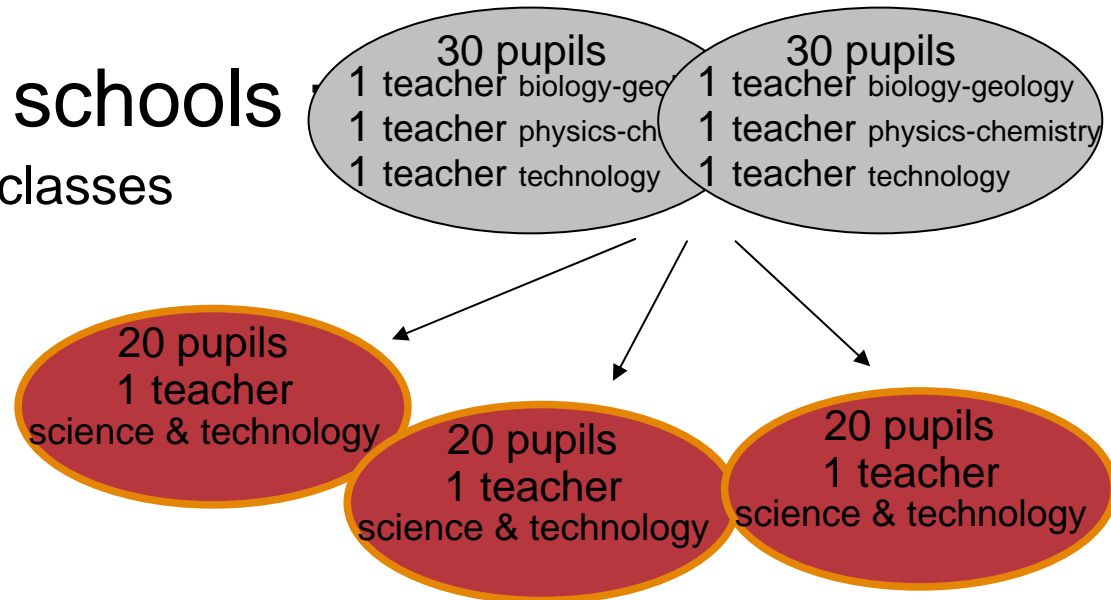 schools
classes
30 pupils
1 teacher biology-geo
1 teacher physics-ch
1 teacher technology
30 pupils
1 teacher biology-geology
1 teacher physics-chemistry
1 teacher technology
20 pupils
1 teacher
science & technology
20 pupils
1 teacher
science & technology
20 pupils
1 teacher
science & technology